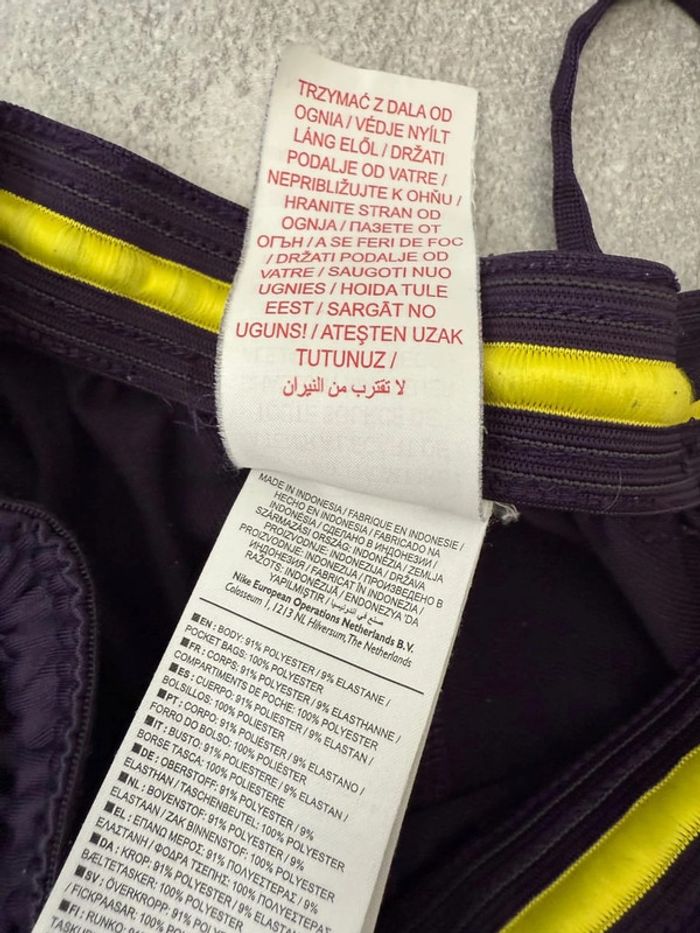 TRZYMAĆ Z DALA OD
OGNIA / VÉDJE NYÍLT
LÁNG ELŐL / DRŽATI
PODALJE OD VATRE /
NEPRIBLIŽUJTE K OHŇU /
HRANITE STRAN OD
OGNJA / ПАЗЕТЕ ОТ
ОГЪН / A SE FERI DE FOC
/ DRŽATI PODALJE OD
VATRE / SAUGOTI NUO
UGNIES / HOIDA TULE
EEST / SARGĀT NO
UGUNS! / ATEŞTEN UZAK
TUTUNUZ /
لا تقترب من النيران
MADE IN INDONESIA / FABRIQUE EN INDONESIE /
HECHO EN INDONESIA / FABRICADO NA
INDONÉSIA / СДЕЛАНО В ИНДОНЕЗИИ /
SZÁRMAZÁSI ORSZÁG: INDONÉZIA / ZEMLJA
PROIZVODNJE: INDONEZIJA / DRŽAVA
PROIZVODNJE: INDONEZIJA / ПРОИЗВЕДЕНО В
ИНДОНЕЗИЯ / FABRICAT ÎN INDONEZIA /
RAŽOTS: INDONĒZIJĀ / ENDONEZYA'DA
YAPILMIŞTIR / صنع في اندونيسيا
Nike European Operations Netherlands B.V.
Colosseum 1, 1213 NL Hilversum, The Netherlands
■EN : BODY: 91% POLYESTER / 9% ELASTANE /
POCKET BAGS: 100% POLYESTER
■FR : CORPS: 91% POLYESTER / 9% ELASTHANNE /
COMPARTIMENTS DE POCHE: 100% POLYESTER
■ES : CUERPO: 91% POLIÉSTER / 9% ELASTAN /
BOLSILLOS: 100% POLIÉSTER
■PT : CORPO: 91% POLIÉSTER / 9% ELASTANO /
FORRO DO BOLSO: 100% POLIÉSTER
■IT : BUSTO: 91% POLIESTERE / 9% ELASTAN /
BORSE TASCA: 100% POLIESTERE
■DE : OBERSTOFF: 91% POLYESTER / 9%
ELASTHAN / TASCHENBEUTEL: 100% POLYESTER
■NL : BOVENSTOF: 91% POLYESTER / 9%
ELASTAAN / ZAK BINNENSTOF: 100% POLYESTER
■EL : ΕΠΑΝΩ ΜΕΡΟΣ: 91% ΠΟΛΥΕΣΤΕΡΑΣ / 9%
ΕΛΑΣΤΑΝΗ / ΦΟΔΡΑ ΤΣΕΠΗΣ: 100% ΠΟΛΥΕΣΤΕΡΑΣ
■DA : KROP: 91% POLYESTER / 9% ELASTAN /
BÆLTETASKER: 100% POLYESTER
■SV : ÖVERKROPP: 91% POLYESTER
/ FICKPAASAR: 100%
■FI : RUNKO: 91%
TASKU